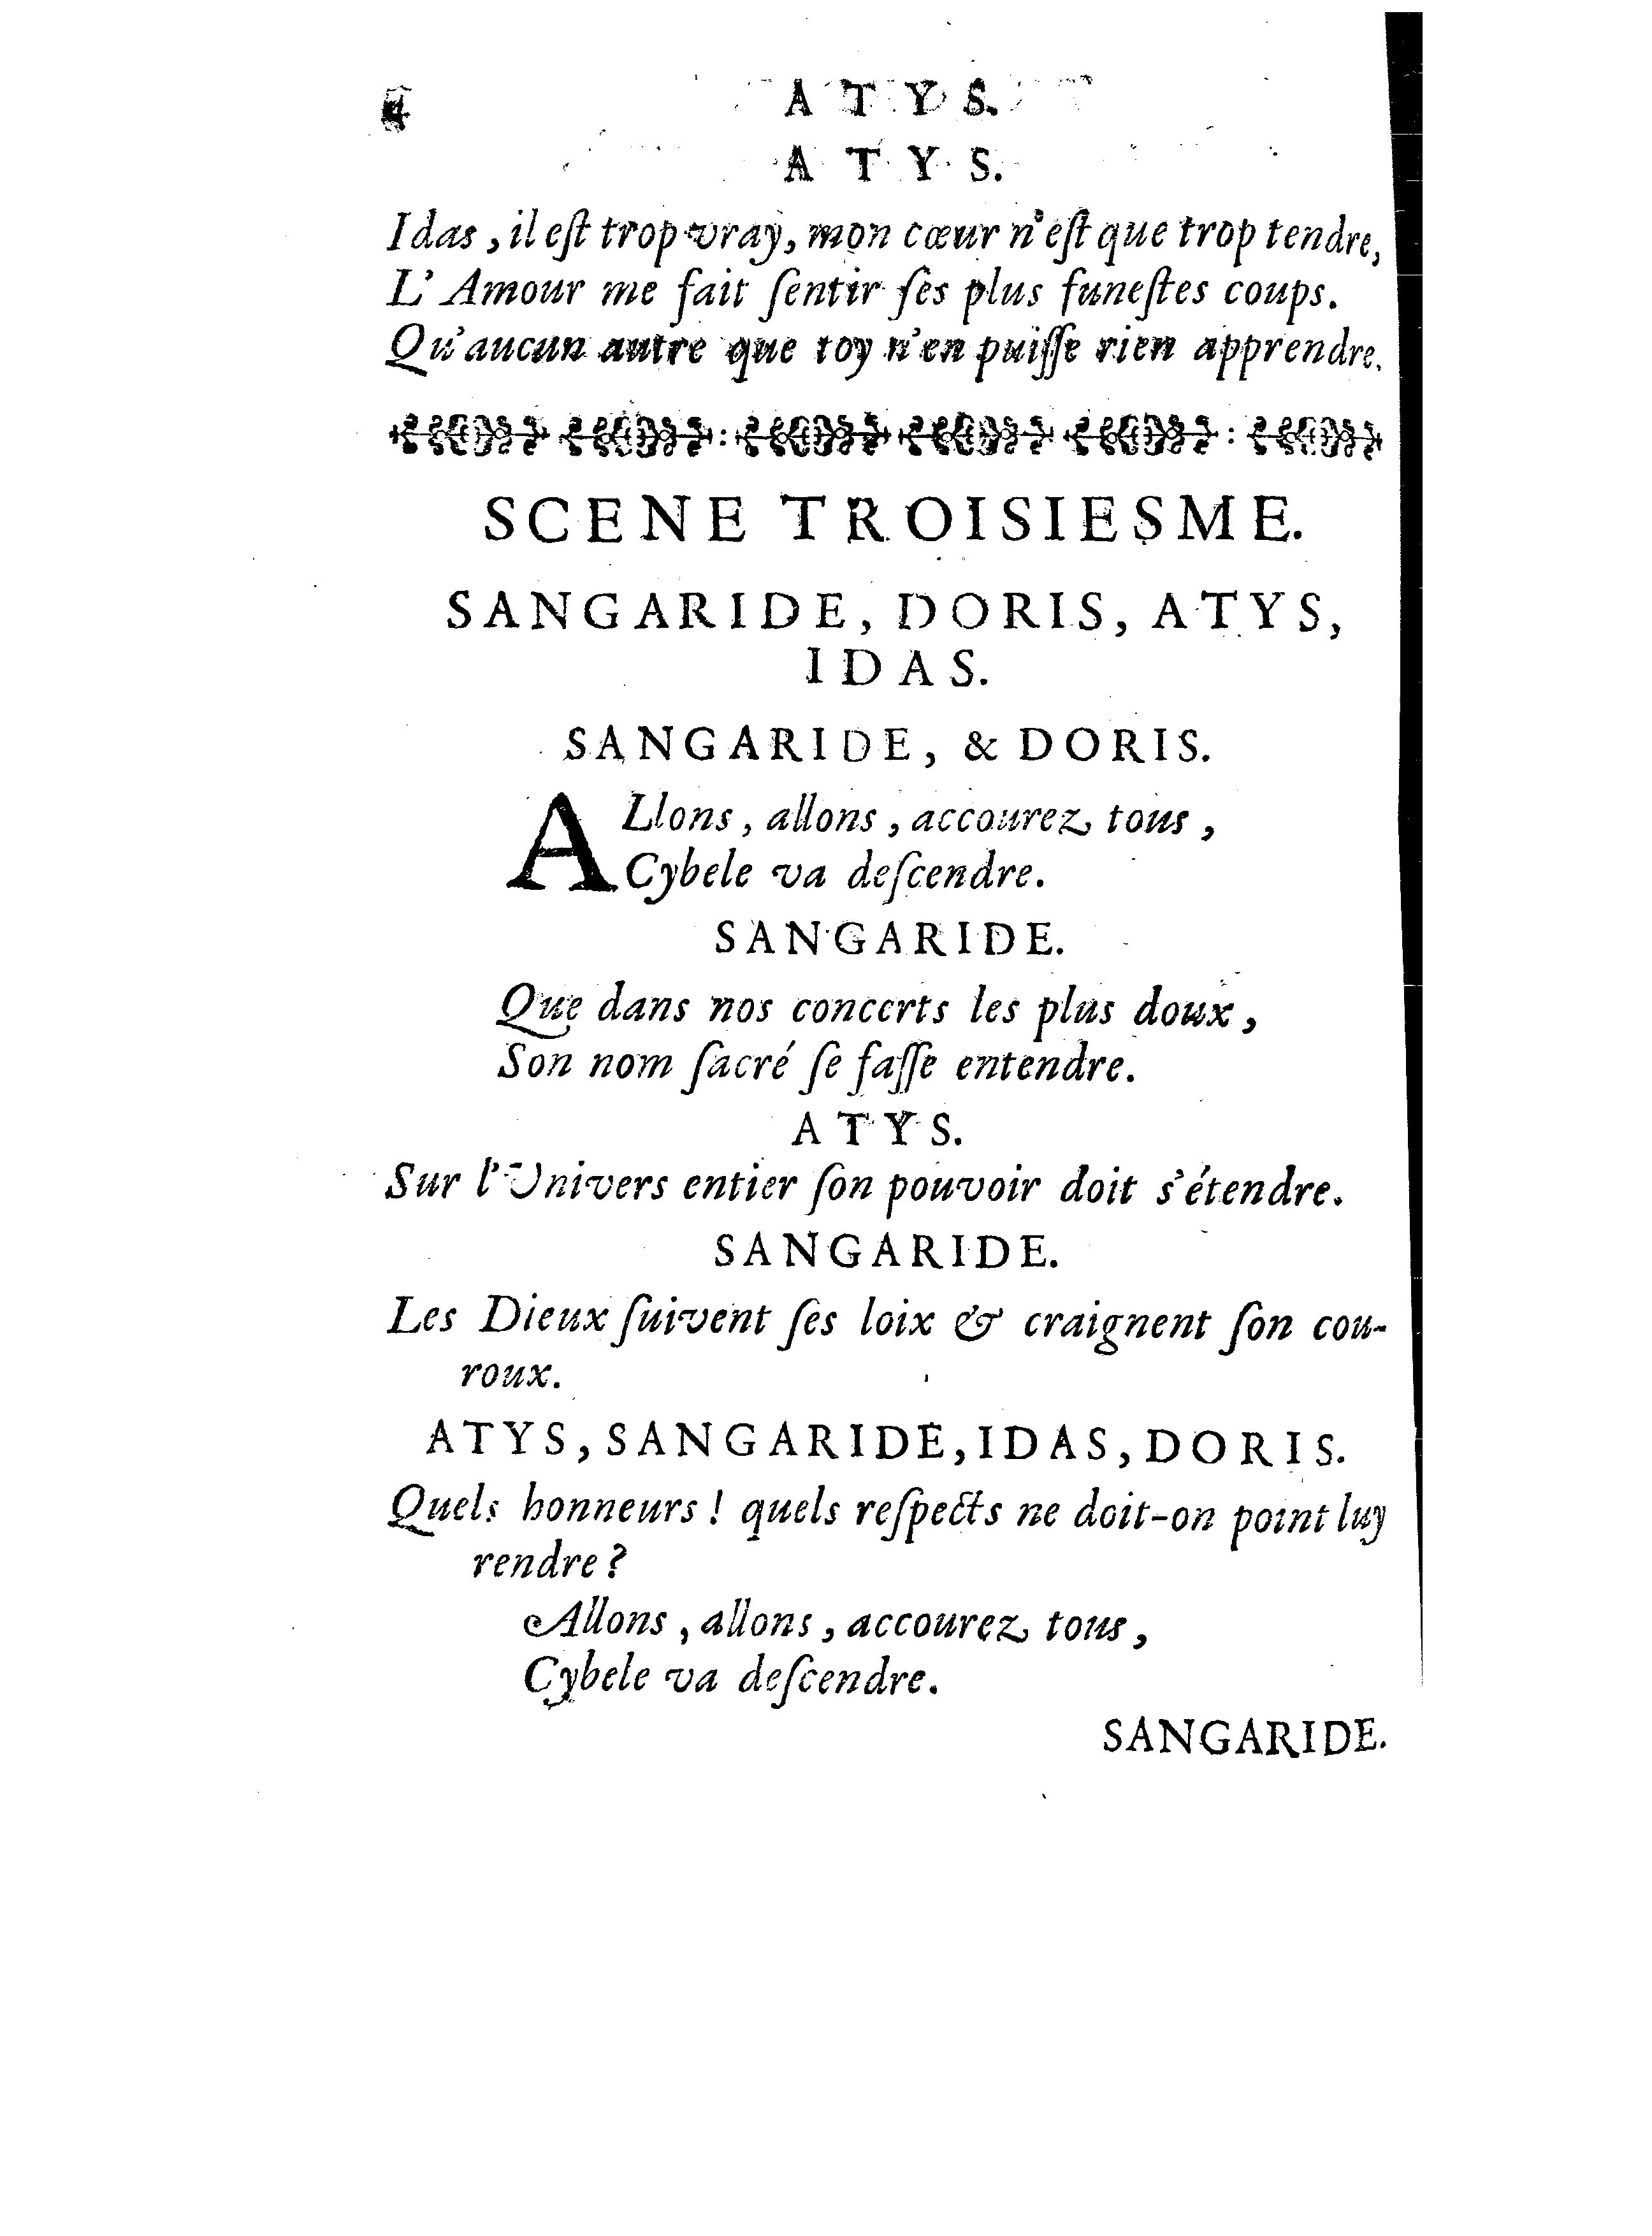 4 ATYS.
ATYS.
Idas, il eſt trop vray, mon cœur n'eſt que trop tendre,
L'Amour me fait ſentir ſes plus funeſtes coups.
Qu'aucun autre que toy n'en puiſſe rien apprendre.
SCENE TROISIESME.
SANGARIDE, DORIS, ATYS,
IDAS.
SANGARIDE, & DORIS.
ALlons, allons, accourez tous,
Cybele va deſcendre.
SANGARIDE.
Que dans nos concerts les plus doux,
Son nom ſacré ſe faſſe entendre.
ATYS.
Sur l'Univers entier ſon pouvoir doit s'étendre.
SANGARIDE.
Les Dieux ſuivent ſes loix & craignent ſon cou-
roux.
ATYS, SANGARIDE, IDAS, DORIS.
Quels honneurs ! quels reſpects ne doit-on point luy
rendre ?
Allons, allons, accourez tous,
Cybele va deſcendre.
SANGARIDE.